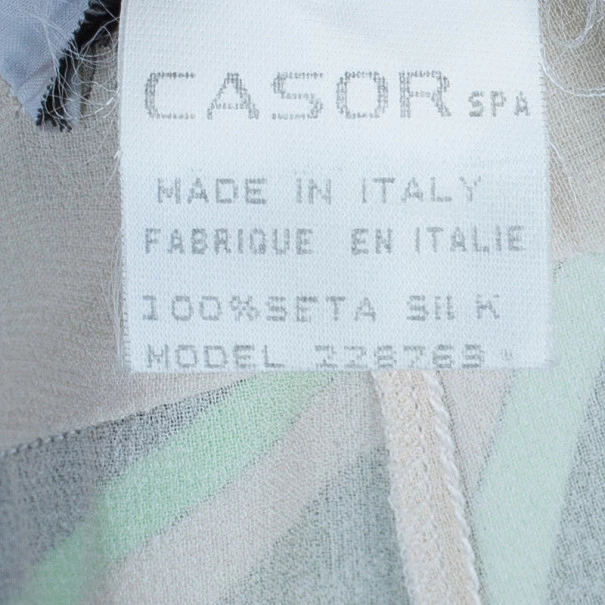 CASOR SPA
MADE IN ITALY
FABRIQUE EN ITALIE
100%SETA SILK
MODEL 228769